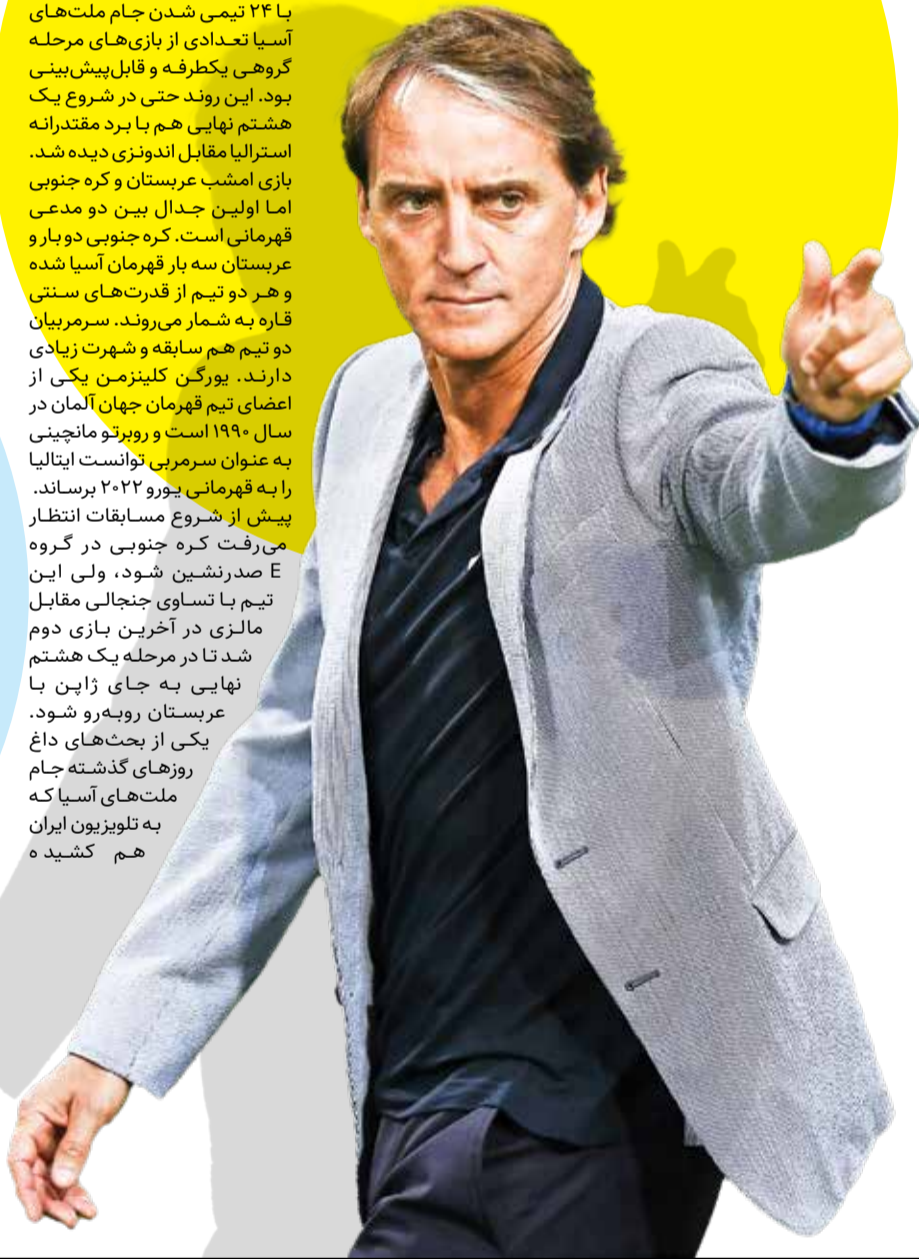 با ۲۴ تیمی شدن جام ملت‌های
آسیا تعدادی از بازی‌های مرحله
گروهی یکطرفه و قابل‌پیش‌بینی
بود. این روند حتی در شروع یک
هشتم نهایی هم با برد مقتدرانه
استرالیا مقابل اندونزی دیده شد.
بازی امشب عربستان و کره جنوبی
اما اولین جدال بین دو مدعی
قهرمانی است. کره جنوبی دو بار و
عربستان سه بار قهرمان آسیا شده
و هر دو تیم از قدرت‌های سنتی
قاره به شمار می‌روند. سرمربیان
دو تیم هم سابقه و شهرت زیادی
دارند. یورگن کلینزمن یکی از
اعضای تیم قهرمان جهان آلمان در
سال ۱۹۹۰ است و روبرتو مانچینی
به عنوان سرمربی توانست ایتالیا
را به قهرمانی یورو ۲۰۲۲ برساند.
پیش از شروع مسابقات انتظار
می‌رفت کره جنوبی در گروه
E صدرنشین شود، ولی این
تیم با تساوی جنجالی مقابل
مالزی در آخرین بازی دوم
شد تا در مرحله یک هشتم
نهایی به جای ژاپن با
عربستان روبه‌رو شود.
یکی از بحث‌های داغ
روزهای گذشته جام
ملت‌های آسیا که
به تلویزیون ایران
هم کشیده